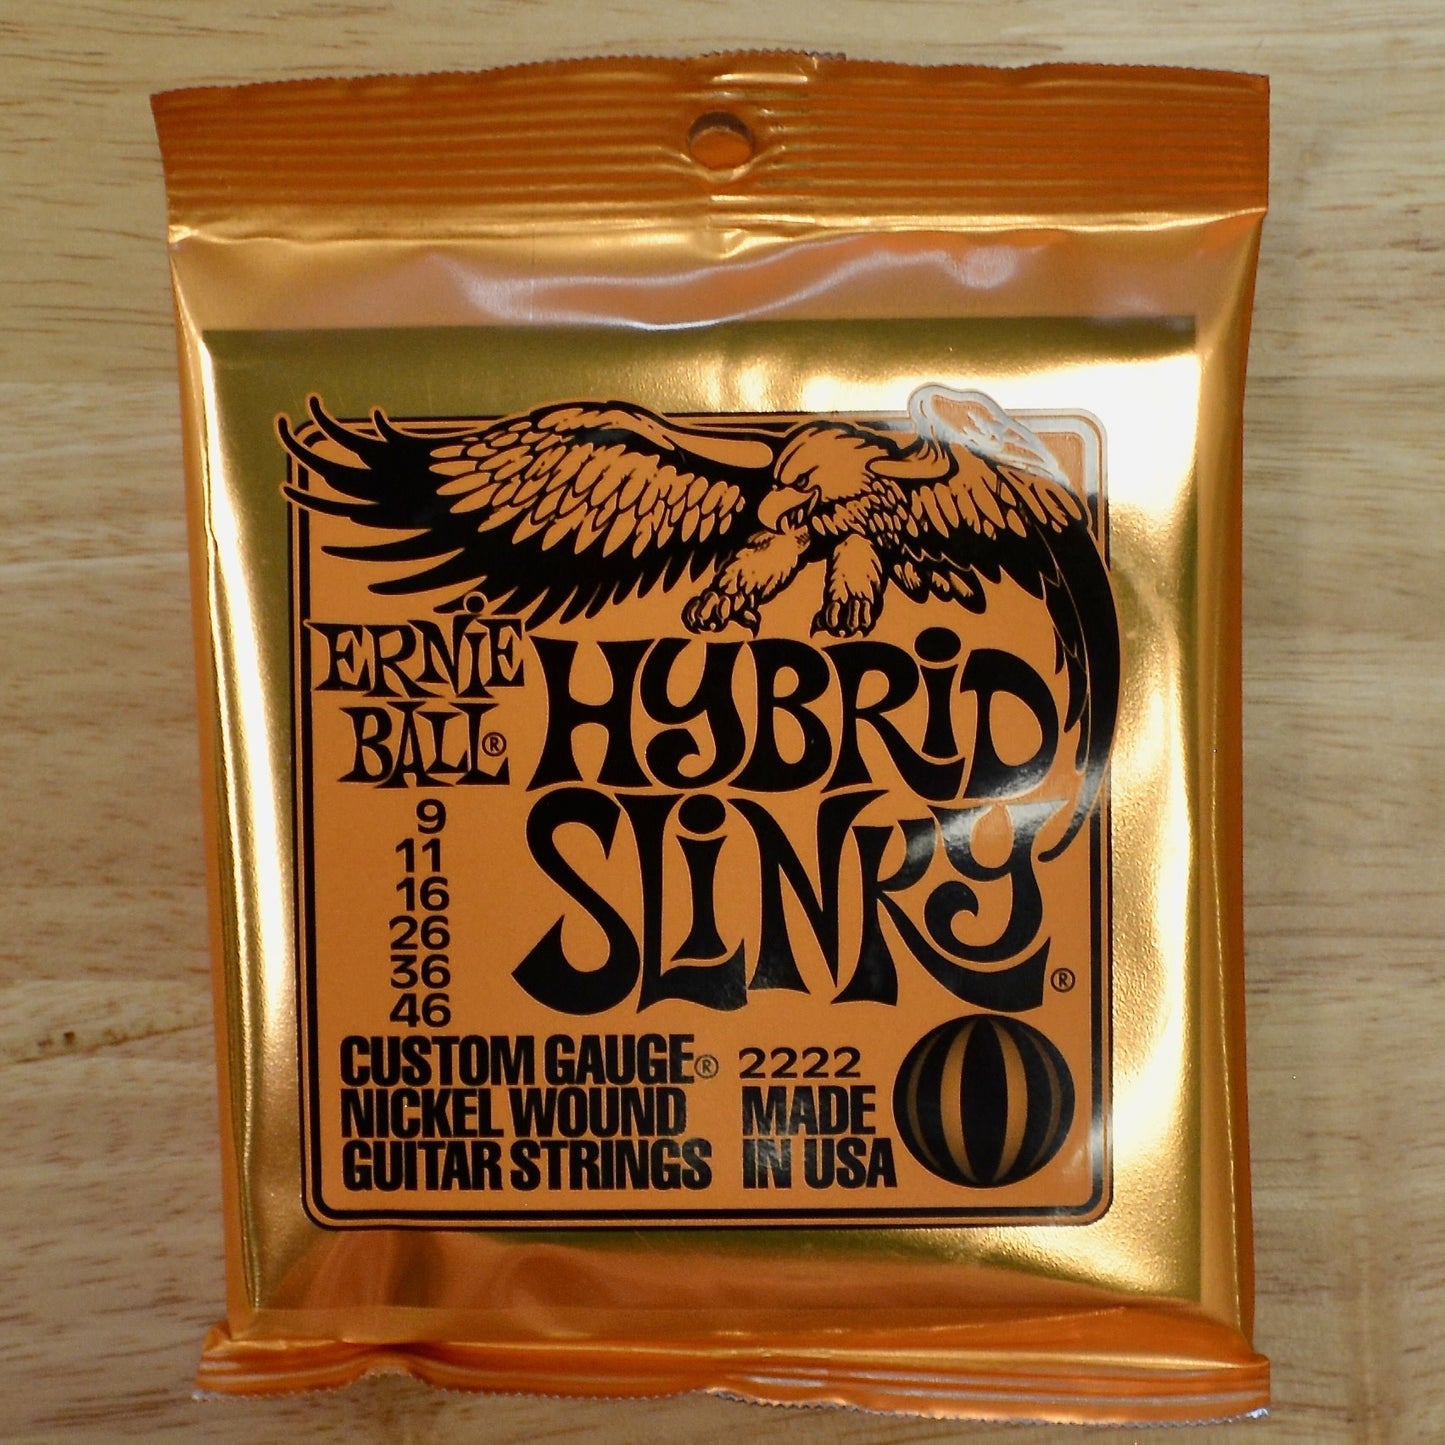 ERNIE
BALL®
HYBRID
SLINKY®
9
11
16
26
36
46
CUSTOM GAUGE®
NICKEL WOUND
GUITAR STRINGS
2222
MADE
IN USA